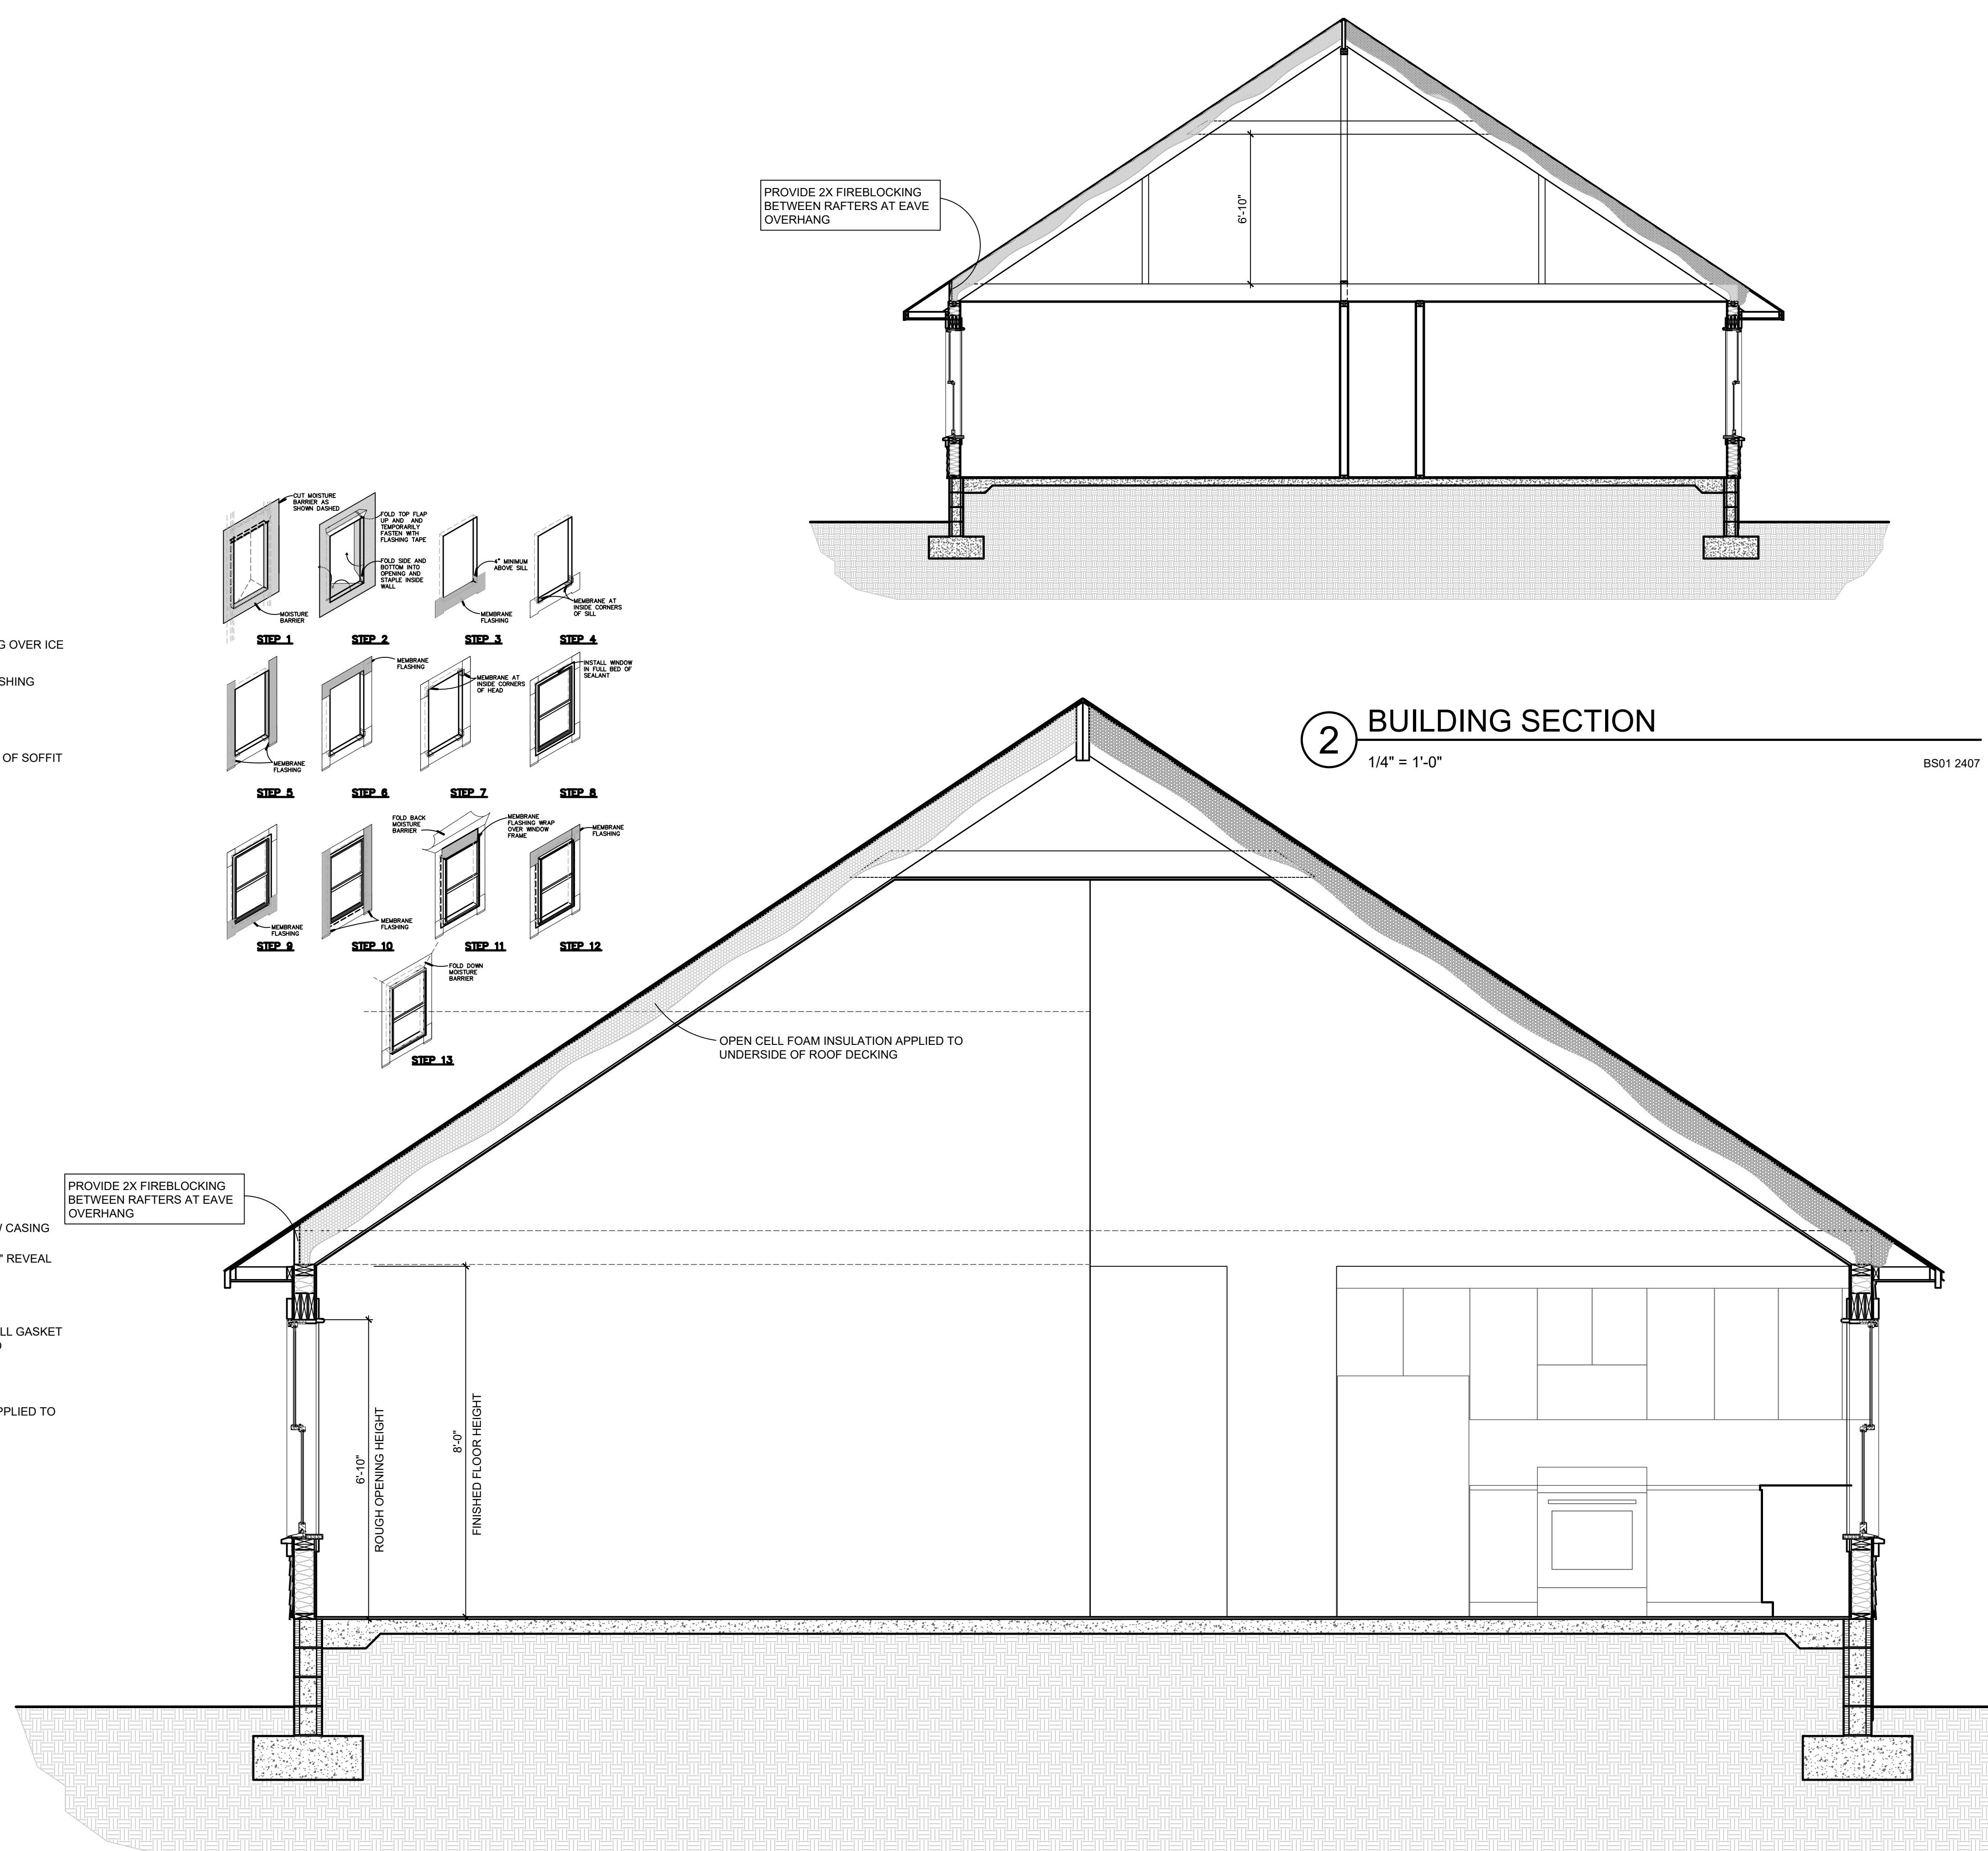 PROVIDE 2X FIREBLOCKING
BETWEEN RAFTERS AT EAVE
OVERHANG
6'-10"
CUT MOISTURE
BARRIER AS
SHOWN DASHED
MOISTURE
BARRIER
STEP 1
FOLD TOP FLAP
UP AND AND
TEMPORARILY
FASTEN WITH
FLASHING TAPE
FOLD SIDE AND
BOTTOM INTO
OPENING AND
STAPLE INSIDE
WALL
STEP 2
4" MINIMUM
ABOVE SILL
MEMBRANE
FLASHING
STEP 3
MEMBRANE AT
INSIDE CORNERS
OF SILL
STEP 4
MEMBRANE
FLASHING
STEP 5
MEMBRANE
FLASHING
STEP 6
MEMBRANE AT
INSIDE CORNERS
OF HEAD
STEP 7
INSTALL WINDOW
IN FULL BED OF
SEALANT
STEP 8
MEMBRANE
FLASHING
STEP 9
MEMBRANE
FLASHING
STEP 10
FOLD BACK
MOISTURE
BARRIER
MEMBRANE
FLASHING WRAP
OVER WINDOW
FRAME
STEP 11
MEMBRANE
FLASHING
STEP 12
FOLD DOWN
MOISTURE
BARRIER
STEP 13
G OVER ICE
SHING
OF SOFFIT
2
BUILDING SECTION
1/4" = 1'-0"
BS01 2407
OPEN CELL FOAM INSULATION APPLIED TO
UNDERSIDE OF ROOF DECKING
PROVIDE 2X FIREBLOCKING
BETWEEN RAFTERS AT EAVE
OVERHANG
CASING
" REVEAL
LL GASKET
PPLIED TO
6'-10"
ROUGH OPENING HEIGHT
8'-0"
FINISHED FLOOR HEIGHT